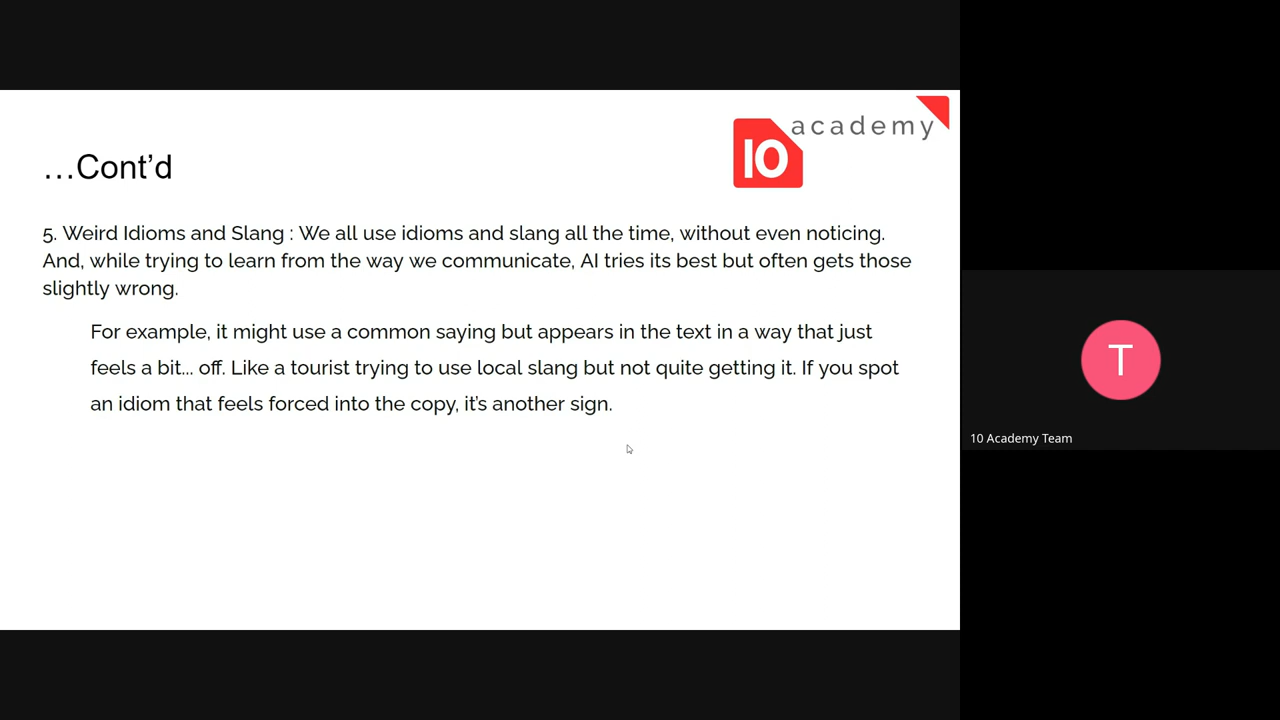 academy
10
…Cont’d
5. Weird Idioms and Slang : We all use idioms and slang all the time, without even noticing.
And, while trying to learn from the way we communicate, AI tries its best but often gets those
slightly wrong.
For example, it might use a common saying but appears in the text in a way that just
feels a bit... off. Like a tourist trying to use local slang but not quite getting it. If you spot
an idiom that feels forced into the copy, it’s another sign.
T
10 Academy Team